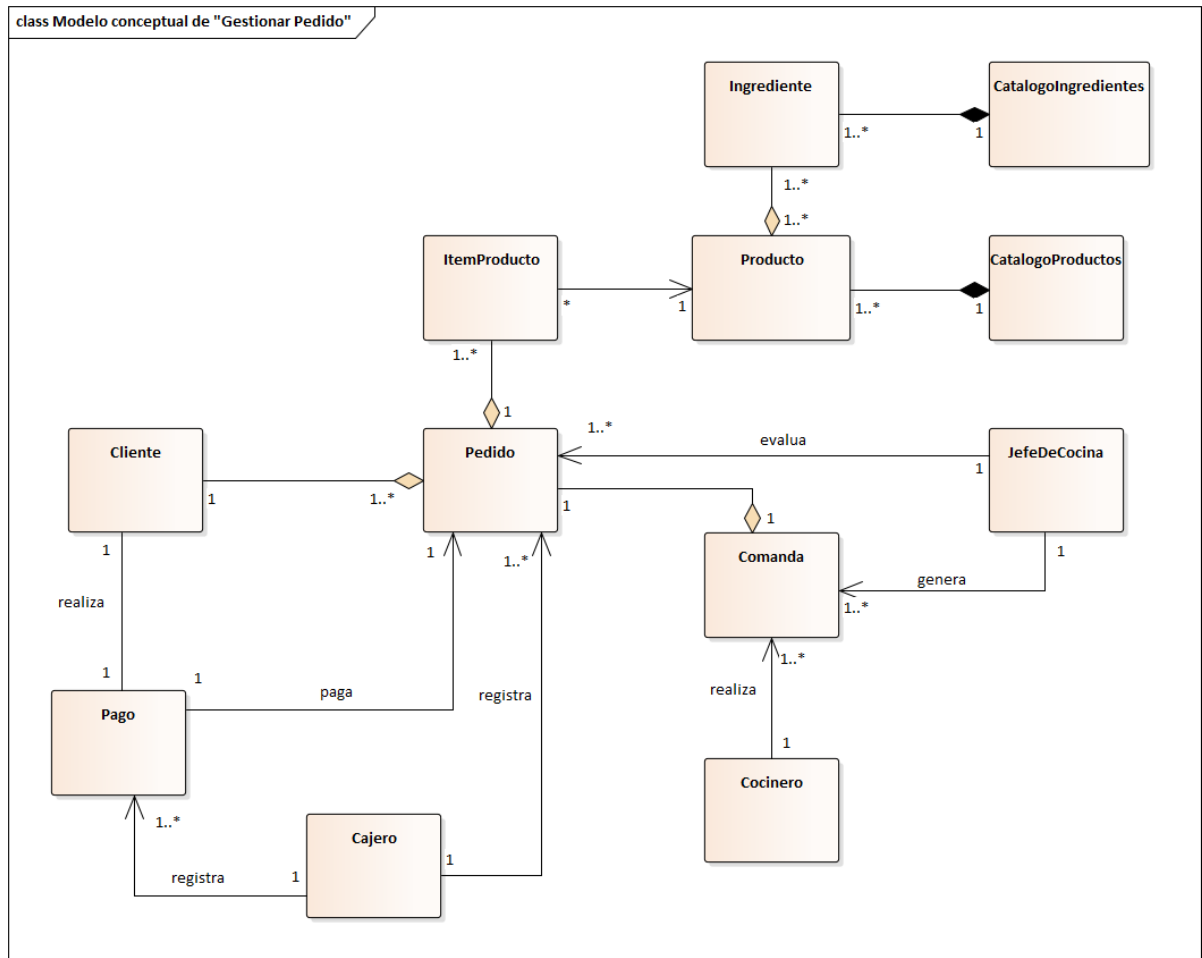 class Modelo conceptual de "Gestionar Pedido"
Ingrediente
CatalogoIngredientes
1..*
1
1..*
1..*
ItemProducto
Producto
CatalogoProductos
*
1
1..*
1
1..*
1
1..*
evalua
Cliente
Pedido
JefeDeCocina
1
1
1..*
1
1
Comanda
1
1
1..*
1
genera
1..*
realiza
1..*
realiza
1
1
paga
registra
Pago
1
Cocinero
1..*
Cajero
1
registra
1